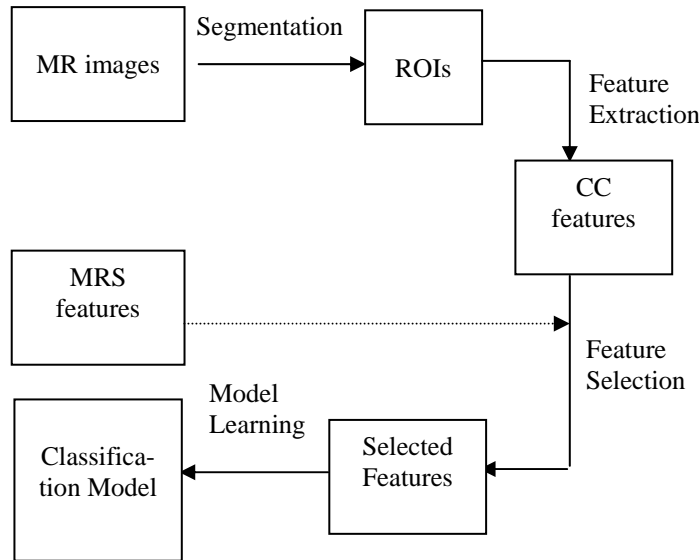 Segmentation
MR images
ROIs
Feature
Extraction
CC
features
MRS
features
Feature
Selection
Model
Learning
Classifica-
tion Model
Selected
Features